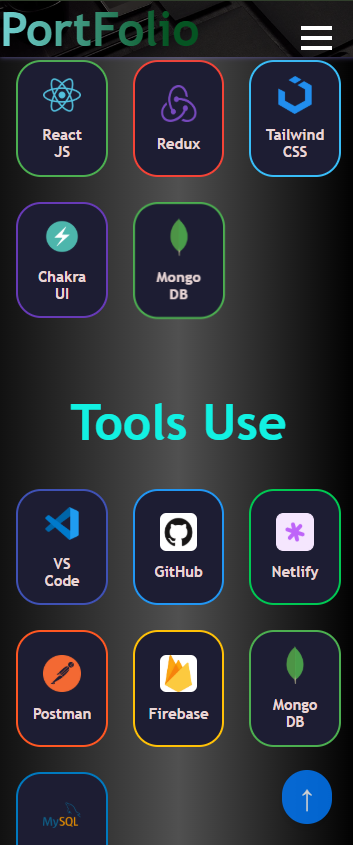 PortFolio
React
JS
Redux
Tailwind
CSS
Chakra
UI
Mongo
DB
Tools Use
VS
Code
GitHub
Netlify
Postman
Firebase
Mongo
DB
MySQL
↑